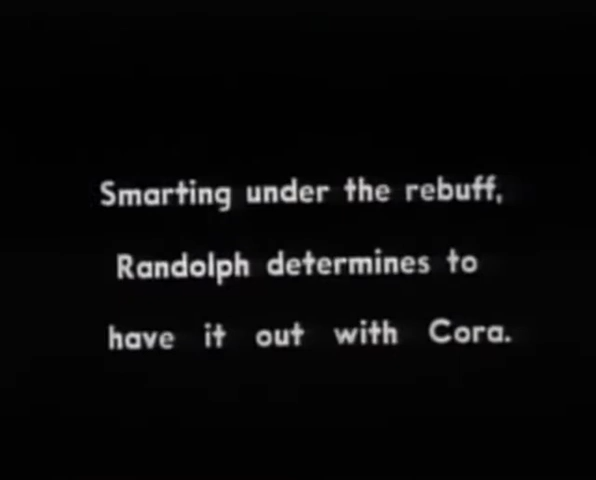 Smarting under the rebuff,
Randolph determines to
have it out with Cora.